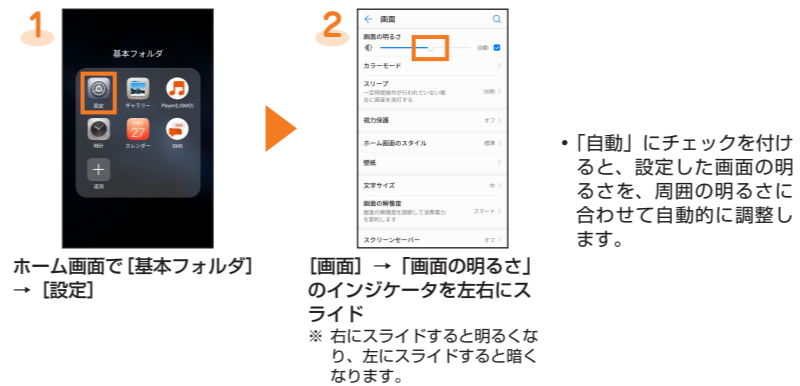 1
基本フォルダ
設定
ギャラリー
Player(USMO)
時計
カレンダー
27
SMS
追加
ホーム画面で[基本フォルダ]
→[設定]
2
画面
画面の明るさ
自動
カラーモード
スリープ
一定時間操作が行われていない場
合に画面を消灯する
50秒
視力保護
オフ
ホーム画面のスタイル
標準
壁紙
文字サイズ
中
画面の解像度
画面の解像度を調節して消費電力
を節約します
スマート
スクリーンセーバー
オフ
[画面]→「画面の明るさ」
のインジケータを左右にス
ライド
※ 右にスライドすると明るくな
り、左にスライドすると暗く
なります。
•「自動」にチェックを付け
ると、設定した画面の明
るさを、周囲の明るさに
合わせて自動的に調整し
ます。